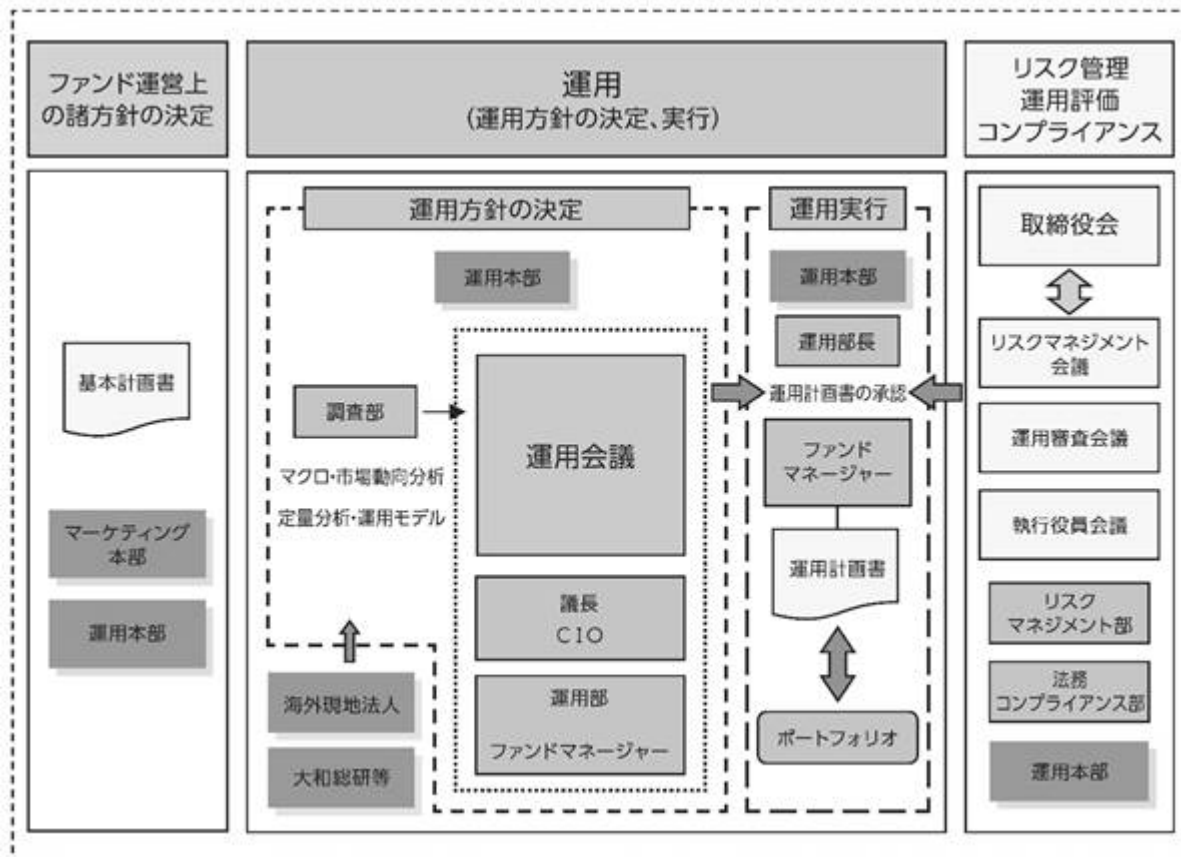 ファンド運営上
の諸方針の決定
運用
(運用方針の決定、実行)
リスク管理
運用評価
コンプライアンス
基本計画書
マーケティング
本部
運用本部
運用方針の決定
運用本部
調査部
マクロ・市場動向分析
定量分析・運用モデル
運用会議
議長
CIO
運用部
ファンドマネージャー
海外現地法人
大和総研等
運用実行
運用本部
運用部長
運用計画書の承認
ファンド
マネージャー
運用計画書
ポートフォリオ
取締役会
リスクマネジメント
会議
運用審査会議
執行役員会議
リスク
マネジメント部
法務
コンプライアンス部
運用本部